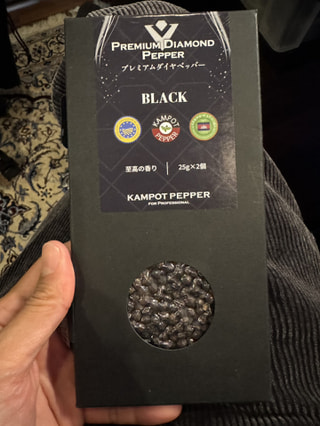 PREMIUM DIAMOND
PEPPER
プレミアムダイヤペッパー
BLACK
KAMPOT
PEPPER
至高の香り
25g×2個
KAMPOT PEPPER
FOR PROFESSIONAL